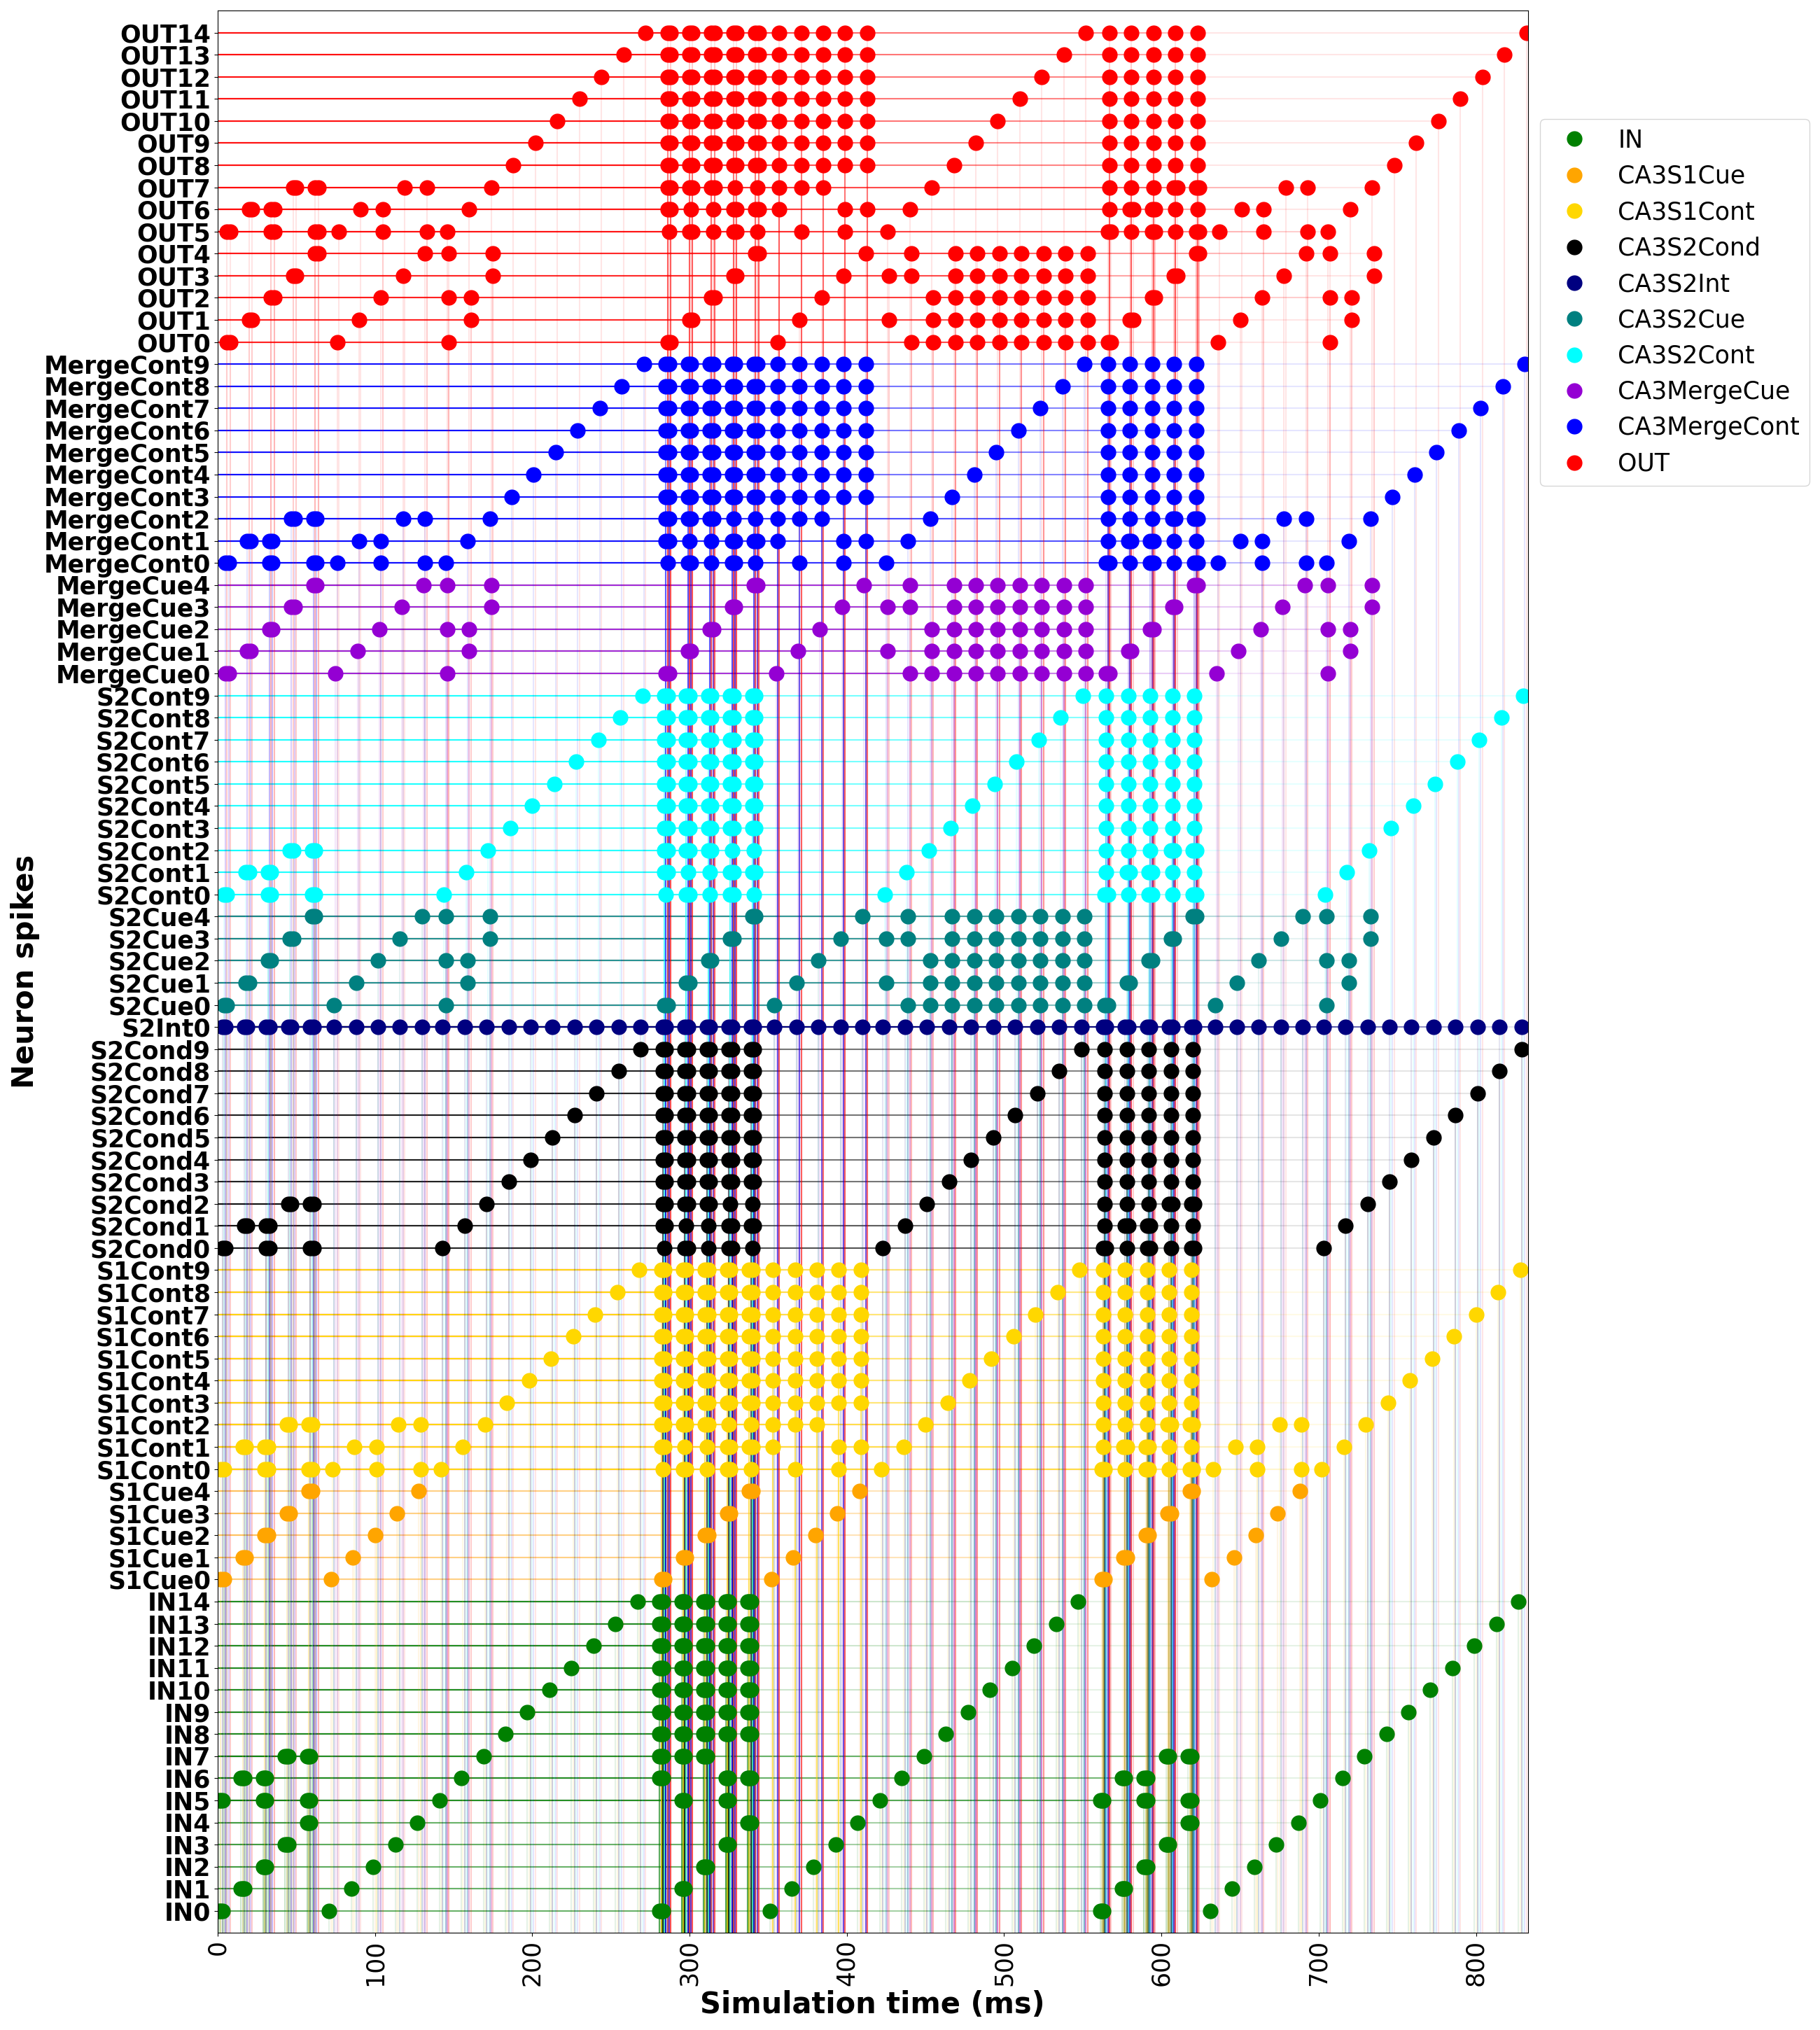 OUT14
OUT13
OUT12
OUT11
OUT10
OUT9
OUT8
OUT7
OUT6
OUT5
OUT4
OUT3
OUT2
OUT1
OUT0
MergeCont9
MergeCont8
MergeCont7
MergeCont6
MergeCont5
MergeCont4
MergeCont3
MergeCont2
MergeCont1
MergeCont0
MergeCue4
MergeCue3
MergeCue2
MergeCue1
MergeCue0
S2Cont9
S2Cont8
S2Cont7
S2Cont6
S2Cont5
S2Cont4
S2Cont3
S2Cont2
S2Cont1
S2Cont0
S2Cue4
S2Cue3
S2Cue2
S2Cue1
S2Cue0
S2Int0
S2Cond9
S2Cond8
S2Cond7
S2Cond6
S2Cond5
S2Cond4
S2Cond3
S2Cond2
S2Cond1
S2Cond0
S1Cont9
S1Cont8
S1Cont7
S1Cont6
S1Cont5
S1Cont4
S1Cont3
S1Cont2
S1Cont1
S1Cont0
S1Cue4
S1Cue3
S1Cue2
S1Cue1
S1Cue0
IN14
IN13
IN12
IN11
IN10
IN9
IN8
IN7
IN6
IN5
IN4
IN3
IN2
IN1
IN0
Neuron spikes
0
100
200
300
400
500
600
700
800
Simulation time (ms)
IN
CA3S1Cue
CA3S1Cont
CA3S2Cond
CA3S2Int
CA3S2Cue
CA3S2Cont
CA3MergeCue
CA3MergeCont
OUT